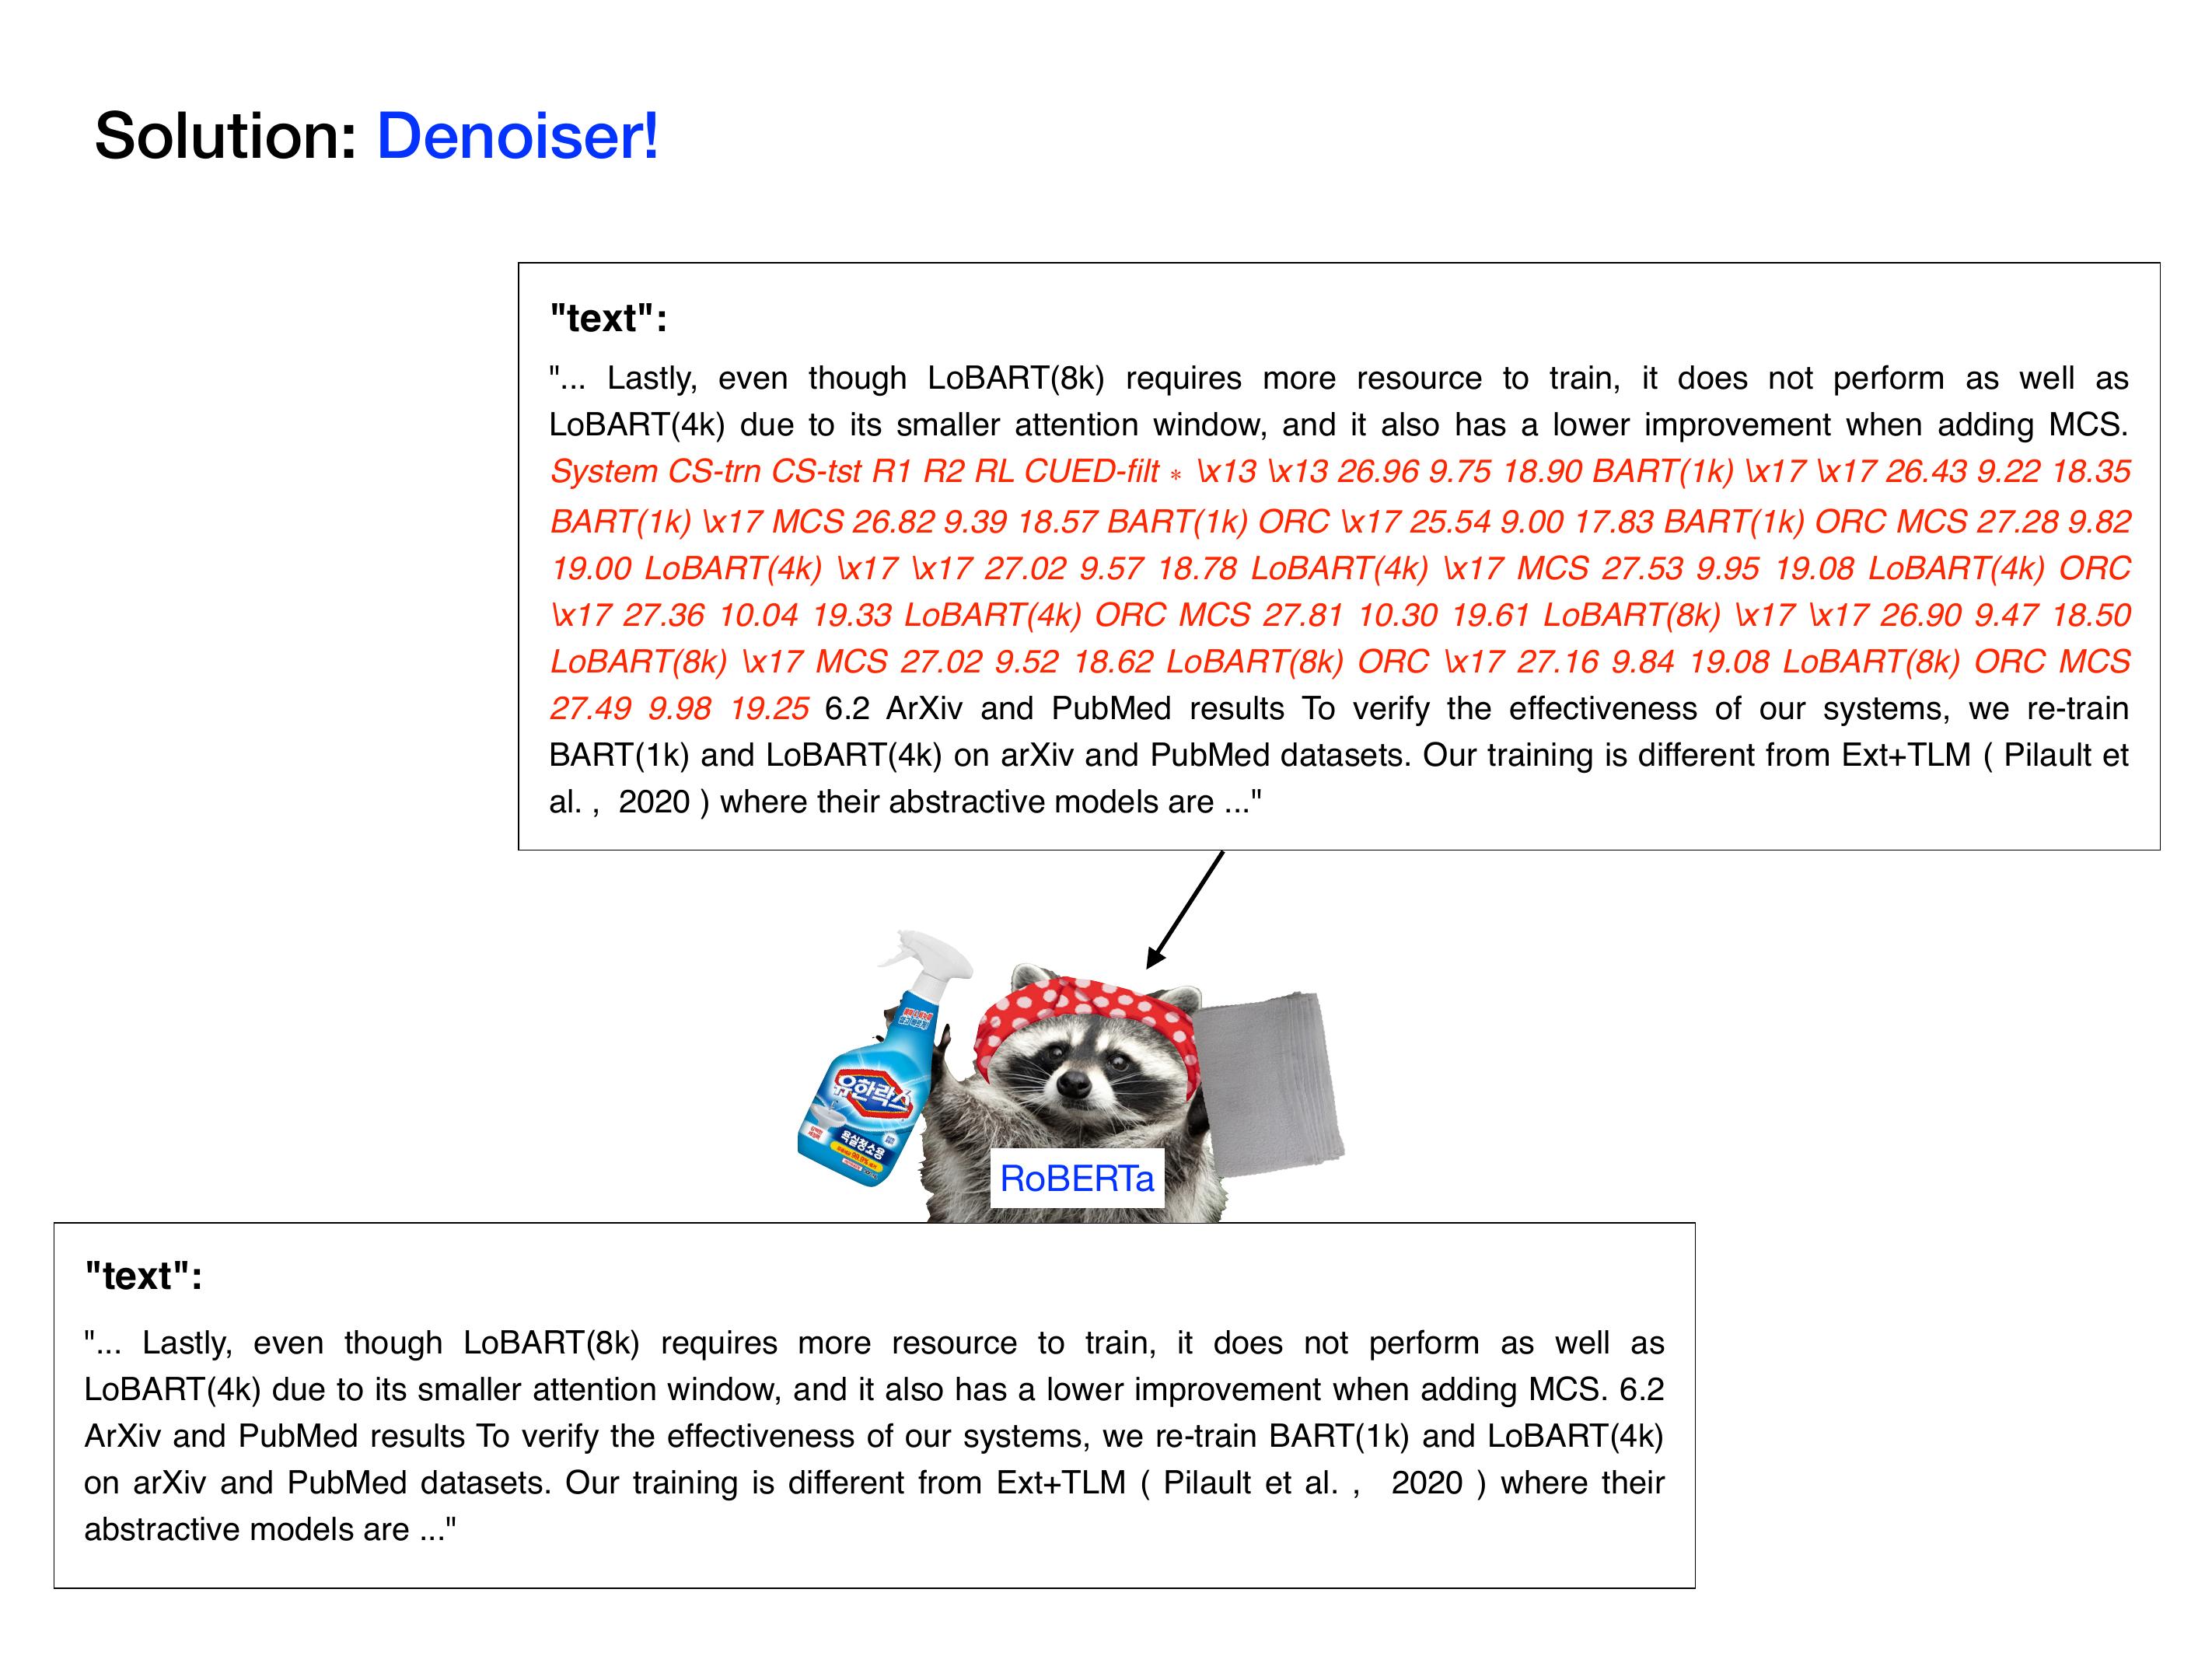 Solution: Denoiser!
"text":
"... Lastly, even though LoBART(8k) requires more resource to train, it does not perform as well as
LoBART(4k) due to its smaller attention window, and it also has a lower improvement when adding MCS.
System CS-trn CS-tst R1 R2 RL CUED-filt * \x13 \x13 26.96 9.75 18.90 BART(1k) \x17 \x17 26.43 9.22 18.35
BART(1k) \x17 MCS 26.82 9.39 18.57 BART(1k) ORC \x17 25.54 9.00 17.83 BART(1k) ORC MCS 27.28 9.82
19.00 LoBART(4k) \x17 \x17 27.02 9.57 18.78 LoBART(4k) \x17 MCS 27.53 9.95 19.08 LoBART(4k) ORC
\x17 27.36 10.04 19.33 LoBART(4k) ORC MCS 27.81 10.30 19.61 LoBART(8k) \x17 \x17 26.90 9.47 18.50
LoBART(8k) \x17 MCS 27.02 9.52 18.62 LoBART(8k) ORC \x17 27.16 9.84 19.08 LoBART(8k) ORC MCS
27.49 9.98 19.25 6.2 ArXiv and PubMed results To verify the effectiveness of our systems, we re-train
BART(1k) and LoBART(4k) on arXiv and PubMed datasets. Our training is different from Ext+TLM ( Pilault et
al. , 2020 ) where their abstractive models are ..."
유한락스
욕실청소용
RoBERTa
"text":
"... Lastly, even though LoBART(8k) requires more resource to train, it does not perform as well as
LoBART(4k) due to its smaller attention window, and it also has a lower improvement when adding MCS. 6.2
ArXiv and PubMed results To verify the effectiveness of our systems, we re-train BART(1k) and LoBART(4k)
on arXiv and PubMed datasets. Our training is different from Ext+TLM ( Pilault et al. , 2020 ) where their
abstractive models are ..."